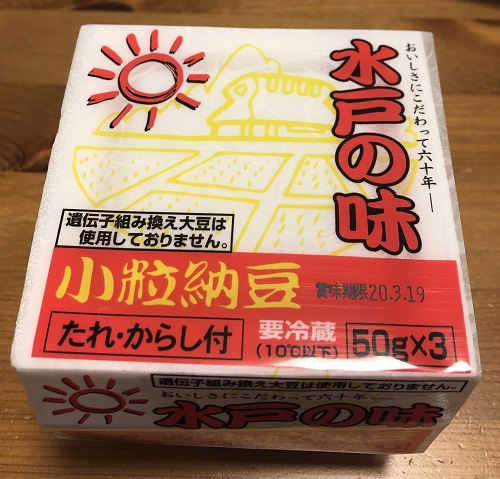 おいしさにこだわって六十年―
水戸の味
遺伝子組み換え大豆は
使用しておりません。
小粒納豆
賞味期限20.3.19
たれ・からし付
要冷蔵
(10℃以下)
50g×3
遺伝子組み換え大豆は使用しておりません。
おいしさにこだわって六十年―
水戸の味